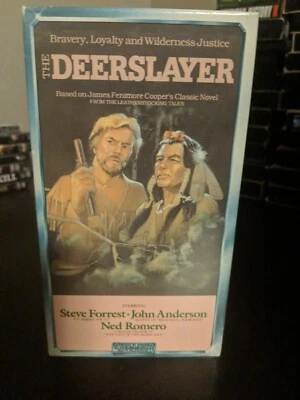 Bravery, Loyalty and Wilderness Justice
THE DEERSLAYER
Based on James Fenimore Cooper's Classic Novel
FROM THE LEATHERSTOCKING TALES
STARRING
Steve Forrest • John Anderson
Ned Romero